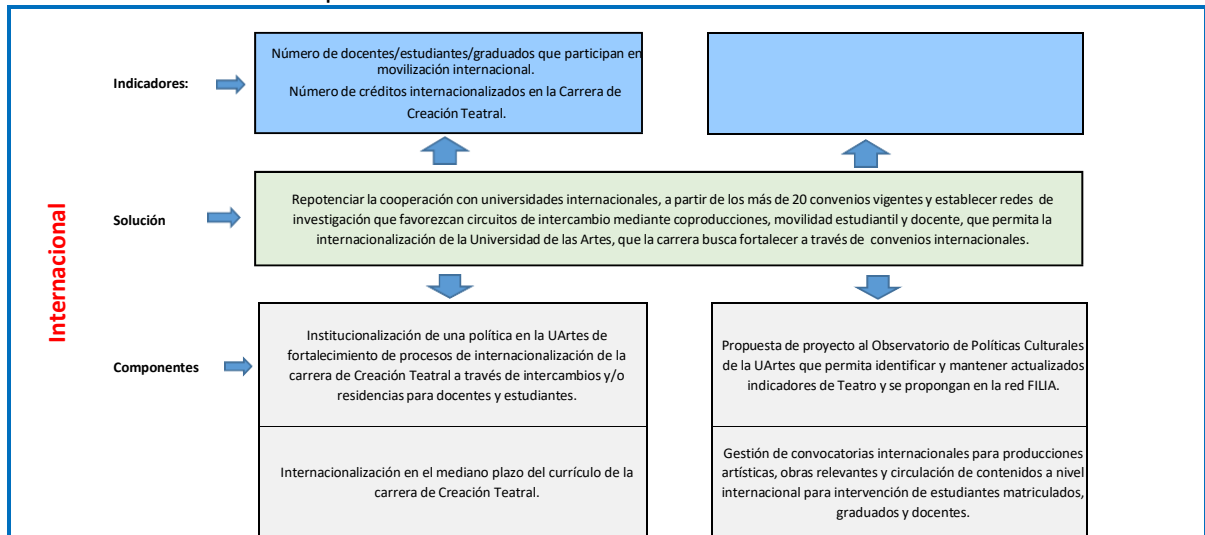 Indicadores:
Número de docentes/estudiantes/graduados que participan en
movilización internacional.
Número de créditos internacionalizados en la Carrera de
Creación Teatral.
Internacional
Solución
Repotenciar la cooperación con universidades internacionales, a partir de los más de 20 convenios vigentes y establecer redes de
investigación que favorezcan circuitos de intercambio mediante coproducciones, movilidad estudiantil y docente, que permita la
internacionalización de la Universidad de las Artes, que la carrera busca fortalecer a través de convenios internacionales.
Componentes
Institucionalización de una política en la UArtes de
fortalecimiento de procesos de internacionalización de la
carrera de Creación Teatral a través de intercambios y/o
residencias para docentes y estudiantes.
Propuesta de proyecto al Observatorio de Políticas Culturales
de la UArtes que permita identificar y mantener actualizados
indicadores de Teatro y se propongan en la red FILIA.
Internacionalización en el mediano plazo del currículo de la
carrera de Creación Teatral.
Gestión de convocatorias internacionales para producciones
artísticas, obras relevantes y circulación de contenidos a nivel
internacional para intervención de estudiantes matriculados,
graduados y docentes.